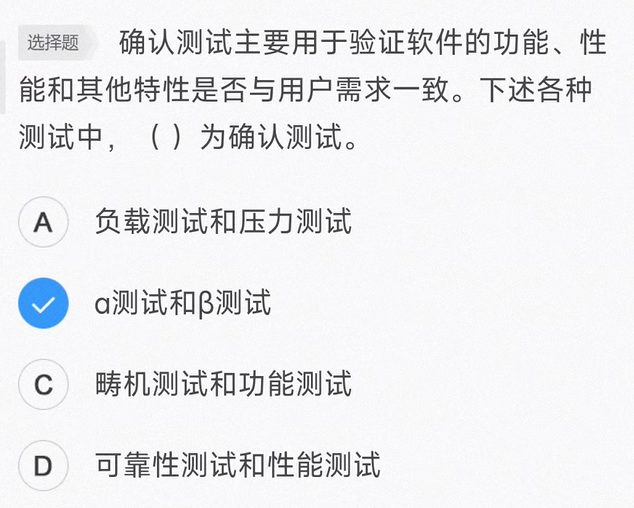 选择题 确认测试主要用于验证软件的功能、性
能和其他特性是否与用户需求一致。下述各种
测试中，（ ）为确认测试。
A 负载测试和压力测试
α测试和β测试
C 畴机测试和功能测试
D 可靠性测试和性能测试